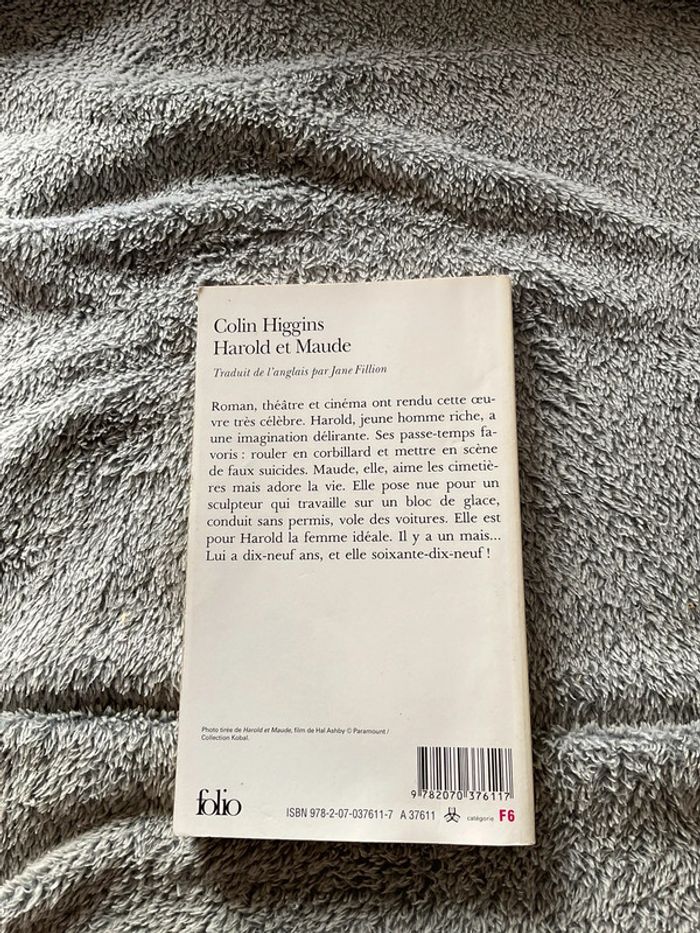 Colin Higgins
Harold et Maude
Traduit de l'anglais par Jane Fillion
Roman, théâtre et cinéma ont rendu cette œu-
vre très célèbre. Harold, jeune homme riche, a
une imagination délirante. Ses passe-temps fa-
voris : rouler en corbillard et mettre en scène
de faux suicides. Maude, elle, aime les cimetiè-
res mais adore la vie. Elle pose nue pour un
sculpteur qui travaille sur un bloc de glace,
conduit sans permis, vole des voitures. Elle est
pour Harold la femme idéale. Il y a un mais...
Lui a dix-neuf ans, et elle soixante-dix-neuf !
Photo tirée de Harold et Maude, film de Hal Ashby © Paramount /
Collection Kobal.
9 782070 376117
folio
ISBN 978-2-07-037611-7 A 37611 catégorie F6